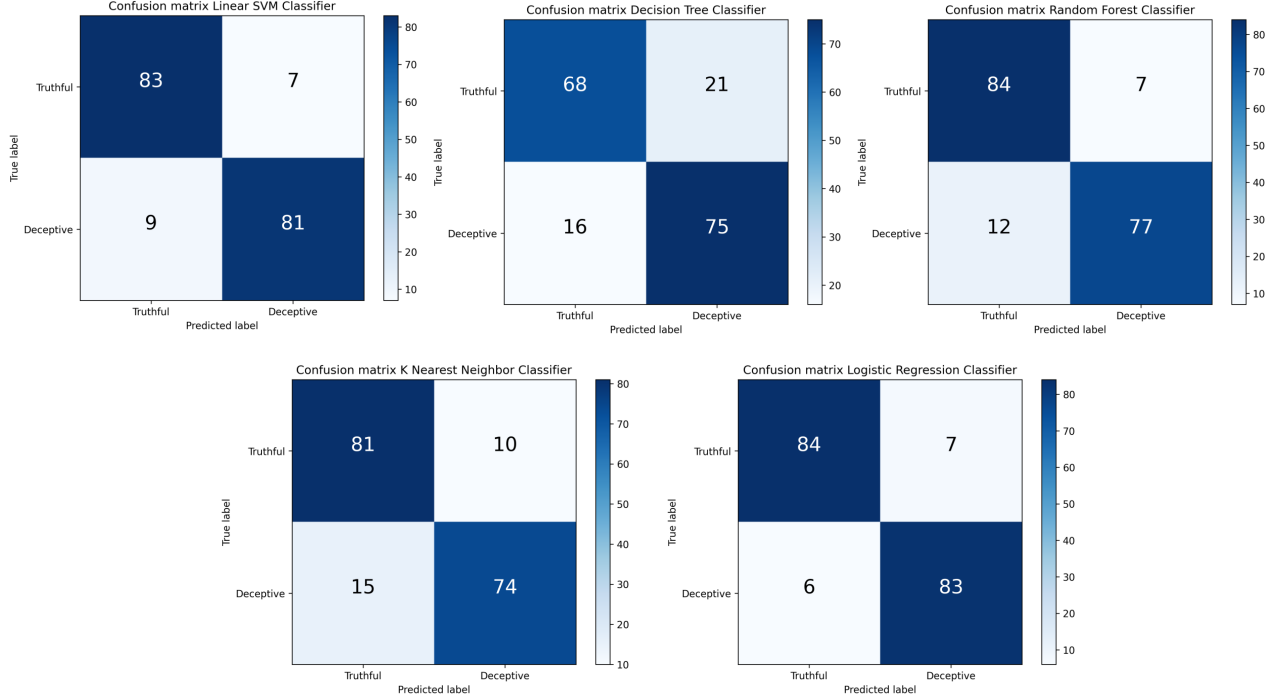 Confusion matrix Linear SVM Classifier
Truthful
83
7
Deceptive
9
81
True label
Truthful
Deceptive
Predicted label
80
70
60
50
40
30
20
10
Confusion matrix Decision Tree Classifier
Truthful
68
21
Deceptive
16
75
True label
Truthful
Deceptive
Predicted label
70
60
50
40
30
20
Confusion matrix Random Forest Classifier
Truthful
84
7
Deceptive
12
77
True label
Truthful
Deceptive
Predicted label
80
70
60
50
40
30
20
10
Confusion matrix K Nearest Neighbor Classifier
Truthful
81
10
Deceptive
15
74
True label
Truthful
Deceptive
Predicted label
80
70
60
50
40
30
20
10
Confusion matrix Logistic Regression Classifier
Truthful
84
7
Deceptive
6
83
True label
Truthful
Deceptive
Predicted label
80
70
60
50
40
30
20
10